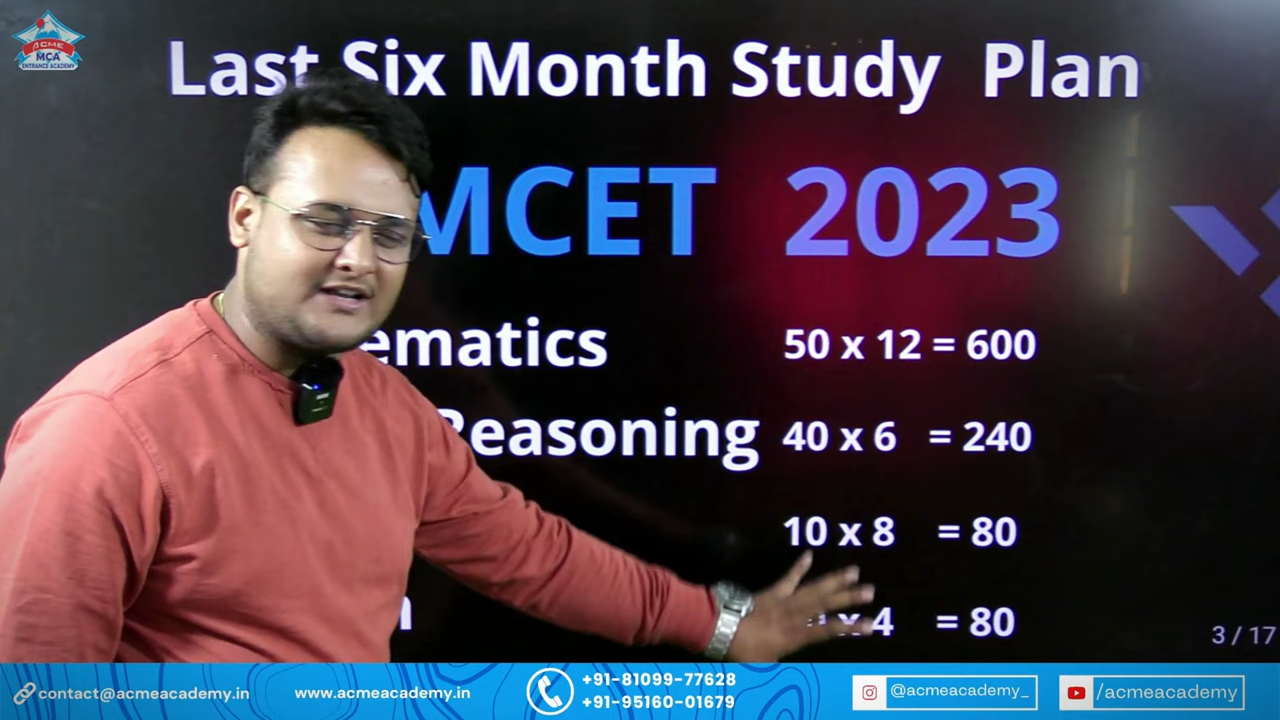 ACME
MCA
ENTRANCE ACADEMY
Last Six Month Study Plan
MCET 2023
ematics 50 x 12 = 600
Reasoning 40 x 6 = 240
10 x 8 = 80
x 4 = 80
3 / 17
contact@acmeacademy.in
www.acmeacademy.in
+91-81099-77628
+91-95160-01679
@acmeacademy_
/acmeacademy